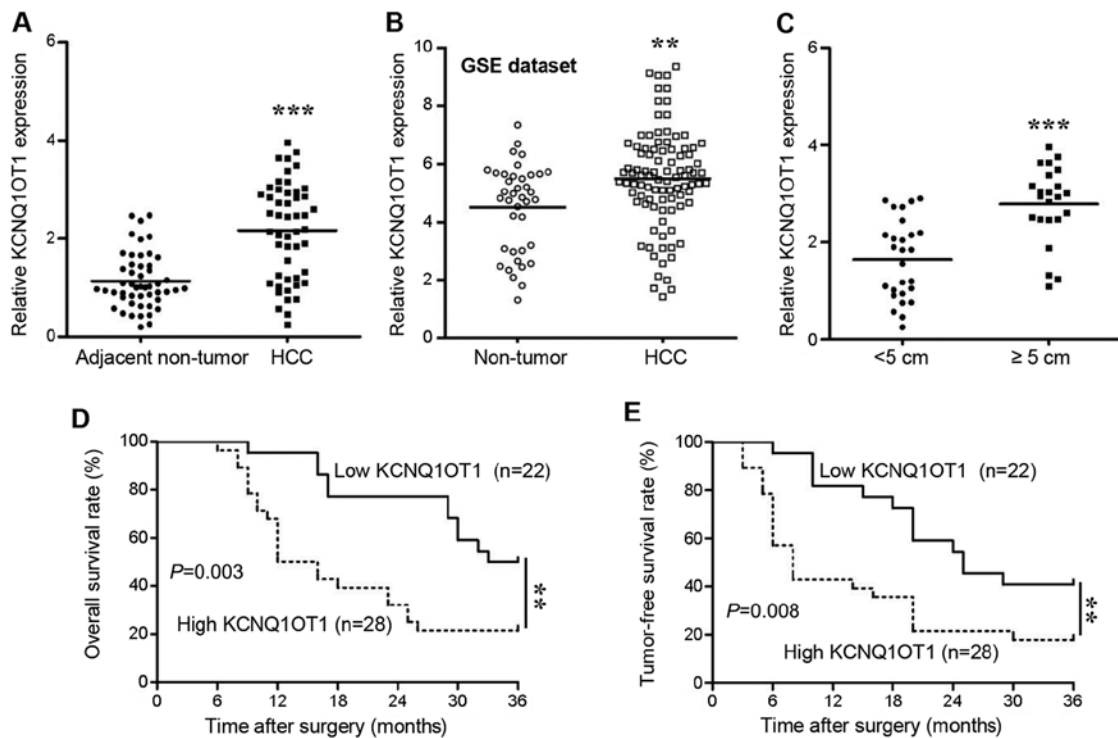 A
Relative KCNQ1OT1 expression
6
4
2
0
***
Adjacent non-tumor
HCC
B
Relative KCNQ1OT1 expression
10
8
6
4
2
0
GSE dataset
**
Non-tumor
HCC
C
Relative KCNQ1OT1 expression
6
4
2
0
***
<5 cm
≥ 5 cm
D
Overall survival rate (%)
100
80
60
40
20
0
Low KCNQ1OT1 (n=22)
P=0.003
High KCNQ1OT1 (n=28)
**
0 6 12 18 24 30 36
Time after surgery (months)
E
Tumor-free survival rate (%)
100
80
60
40
20
0
Low KCNQ1OT1 (n=22)
P=0.008
High KCNQ1OT1 (n=28)
**
0 6 12 18 24 30 36
Time after surgery (months)